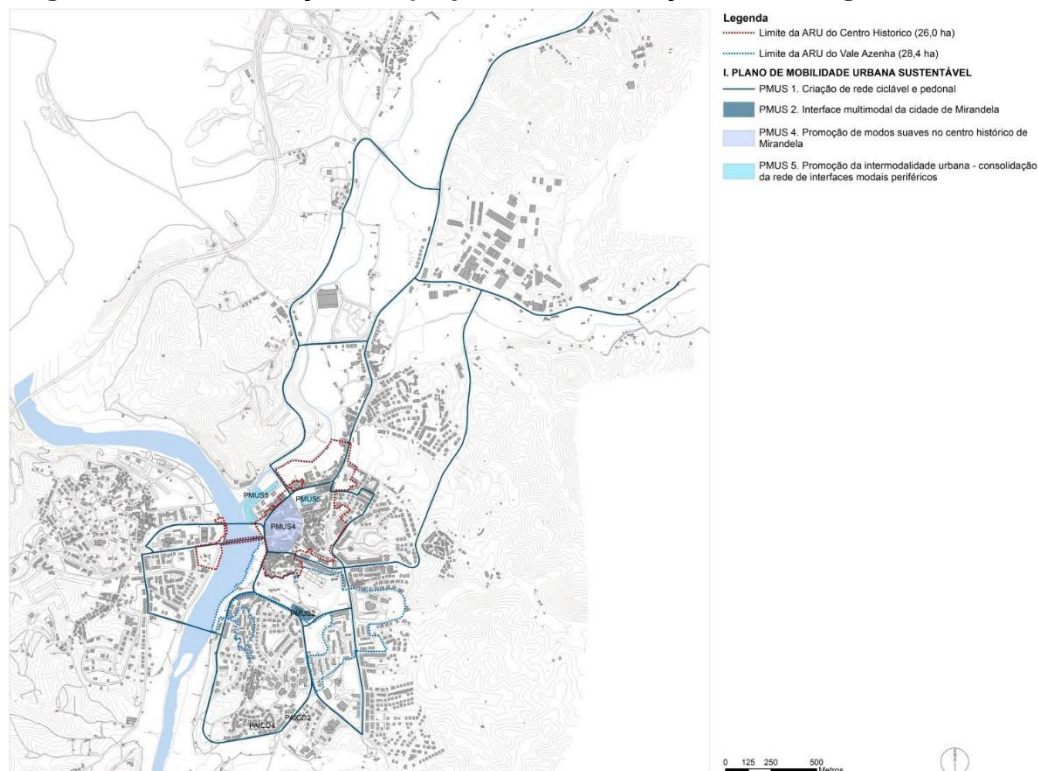 Legenda
Limite da ARU do Centro Historico (26,0 ha)
Limite da ARU do Vale Azenha (28,4 ha)
I. PLANO DE MOBILIDADE URBANA SUSTENTÁVEL
PMUS 1. Criação de rede ciclável e pedonal
PMUS 2. Interface multimodal da cidade de Mirandela
PMUS 4. Promoção de modos suaves no centro histórico de
Mirandela
PMUS 5. Promoção da intermodalidade urbana - consolidação
da rede de interfaces modais periféricos
PMUS5
PMUS5
PMUS4
PMUS2
PAICD4
PAICD3
0 125 250 500
Metros